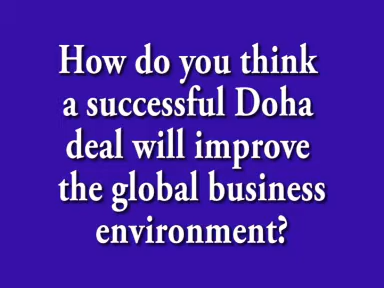 How do you think
a successful Doha
deal will improve
the global business
environment?